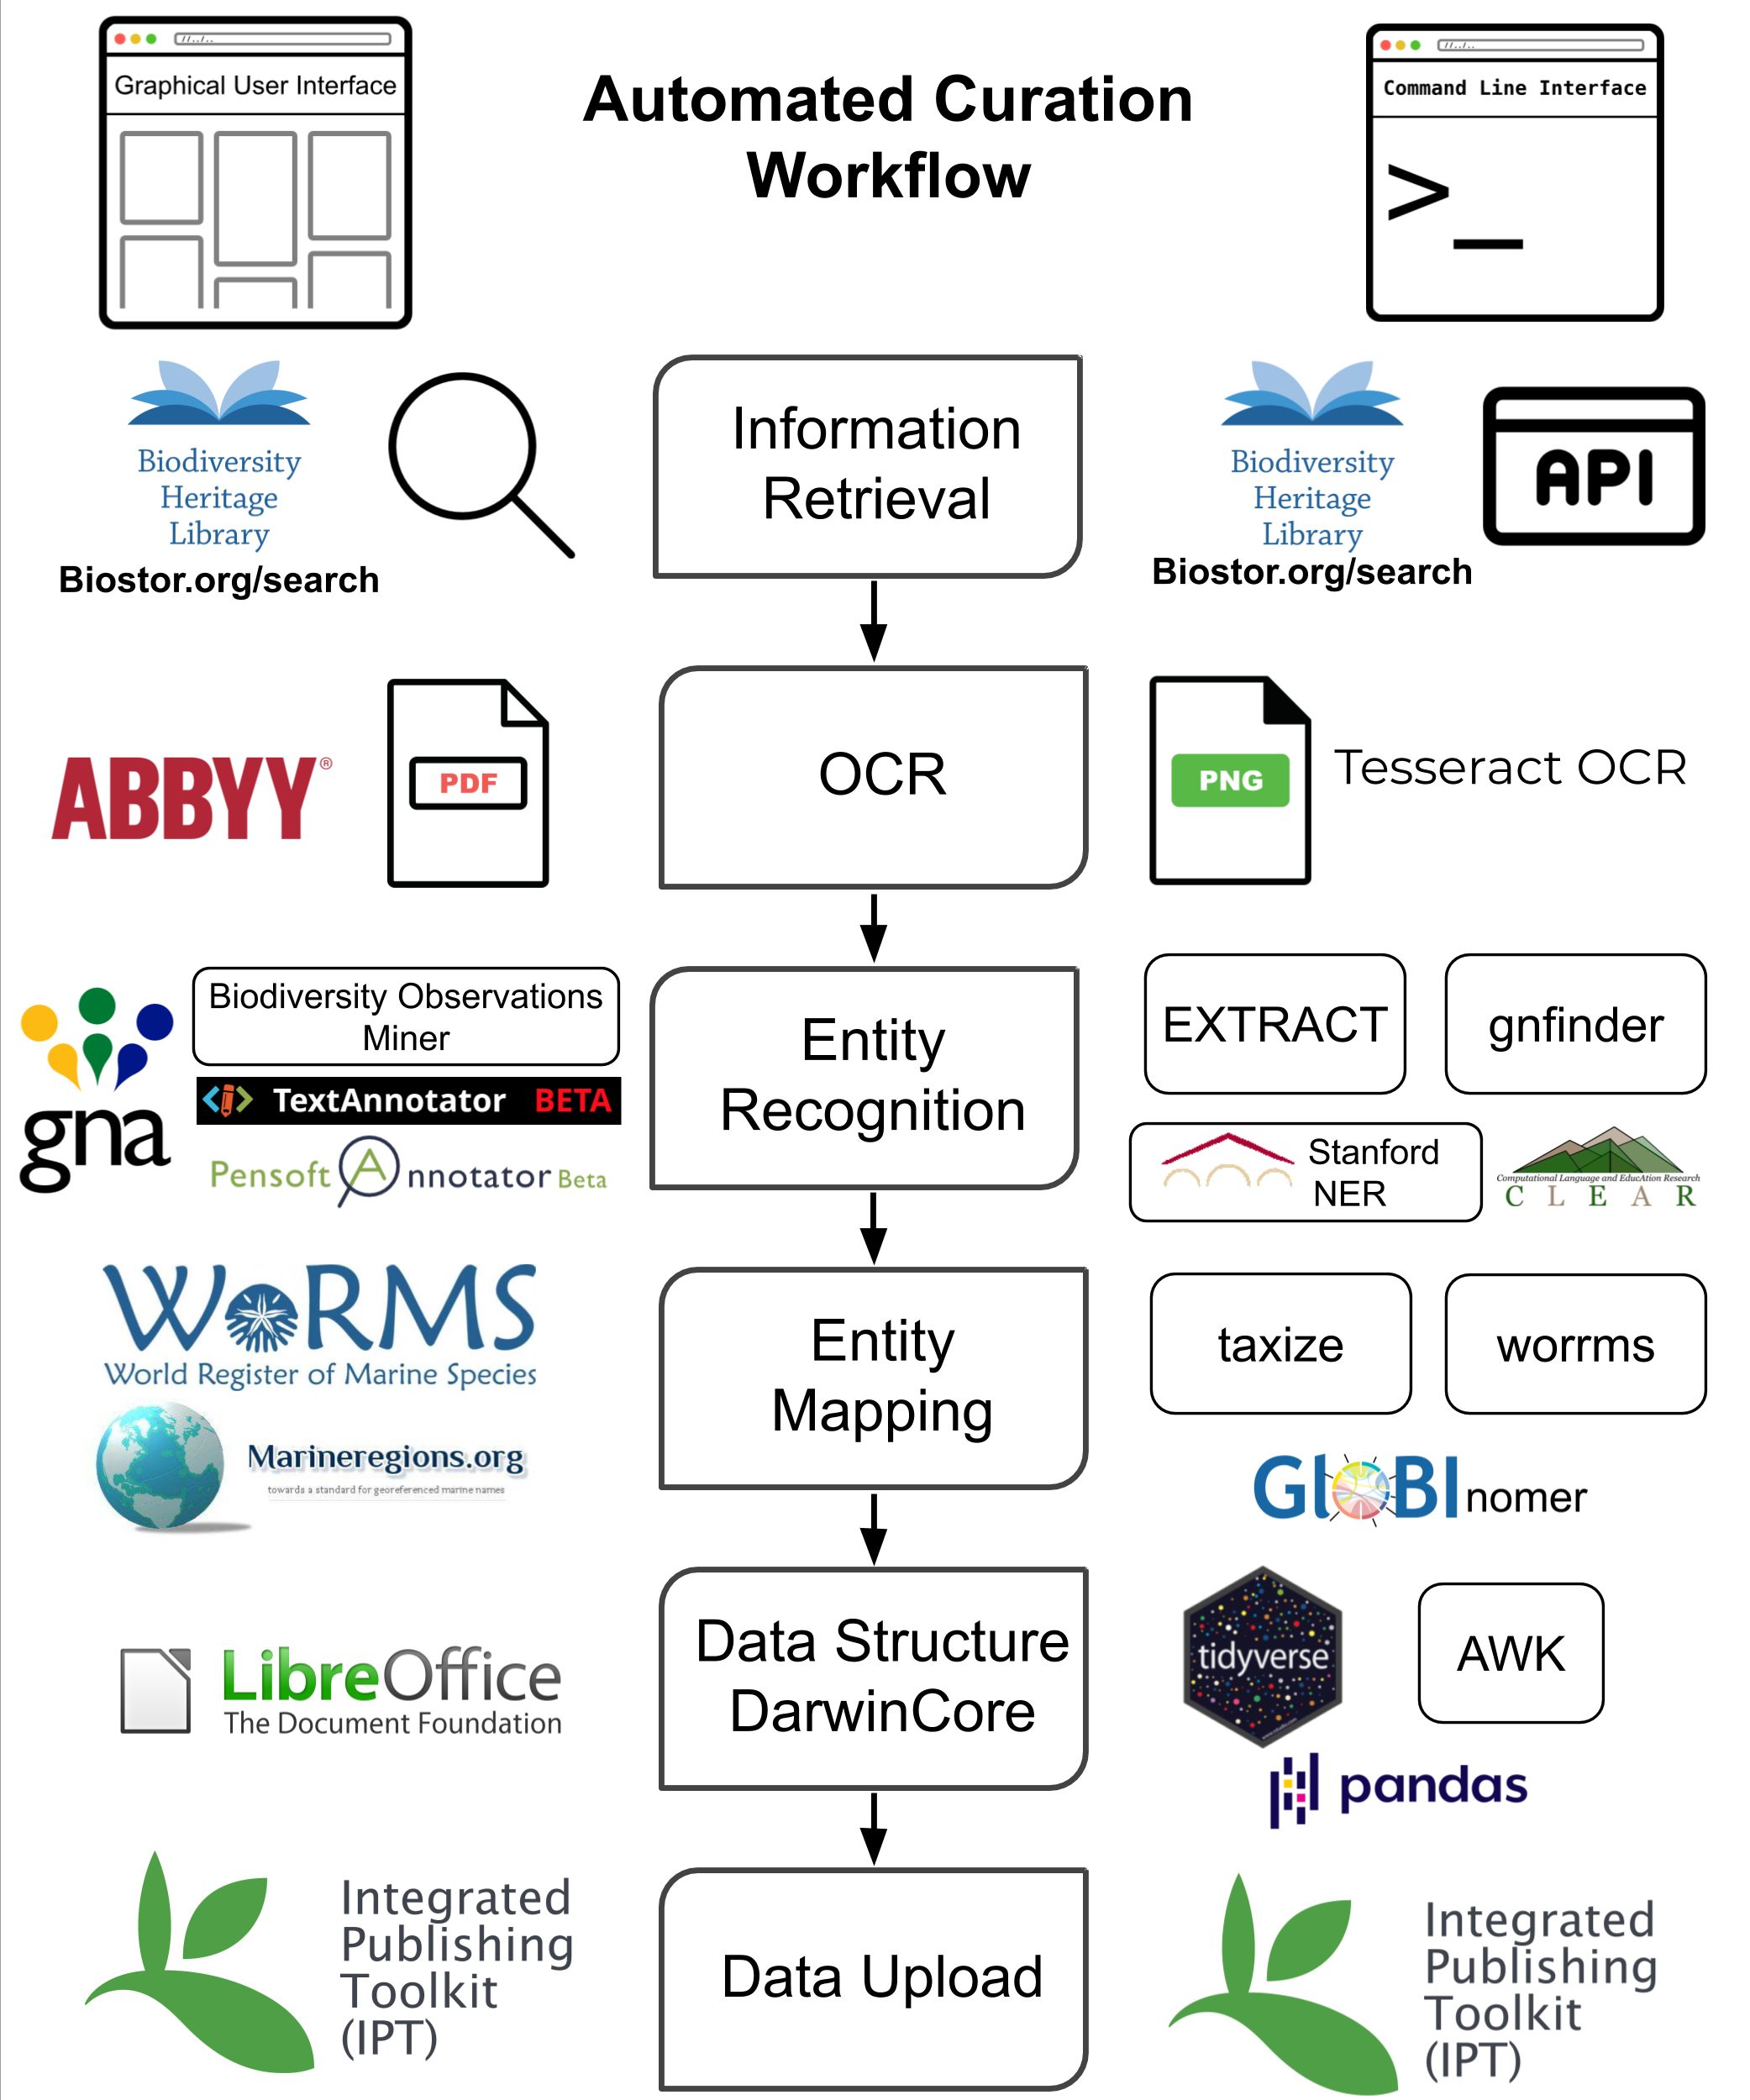 //../..
Graphical User Interface
Automated Curation
Workflow
//../..
Command Line Interface
>_
Biodiversity
Heritage
Library
Biostor.org/search
Information
Retrieval
Biodiversity
Heritage
Library
Biostor.org/search
API
ABBYY®
PDF
OCR
PNG
Tesseract OCR
gna
Biodiversity Observations
Miner
<> TextAnnotator BETA
Pensoft Annotator Beta
Entity
Recognition
EXTRACT
gnfinder
Stanford
NER
Computational Language and EducAtion Research
CLEAR
WoRMS
World Register of Marine Species
Marineregions.org
towards a standard for georeferenced marine names
Entity
Mapping
taxize
worrms
GloBI nomer
LibreOffice
The Document Foundation
Data Structure
DarwinCore
tidyverse
AWK
pandas
Integrated
Publishing
Toolkit
(IPT)
Data Upload
Integrated
Publishing
Toolkit
(IPT)